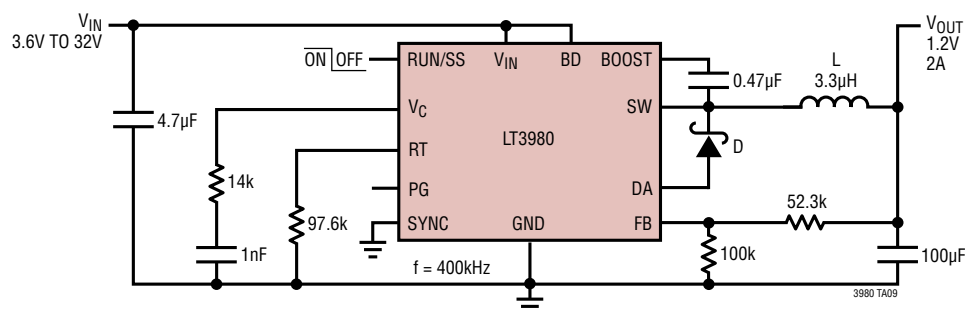 VIN
3.6V TO 32V
VOUT
1.2V
2A
ON OFF
RUN/SS
VIN
BD
BOOST
0.47µF
L
3.3µH
4.7µF
VC
SW
LT3980
D
RT
14k
PG
DA
52.3k
97.6k
SYNC
GND
FB
1nF
f = 400kHz
100k
100µF
3980 TA09